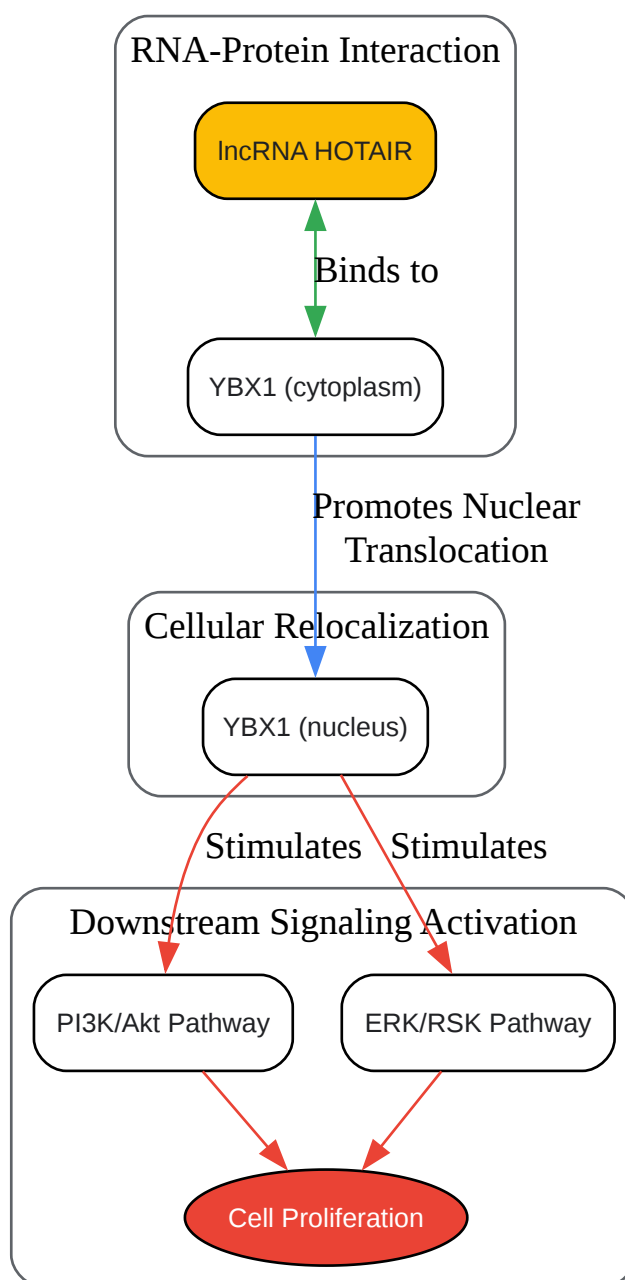 RNA-Protein Interaction
lncRNA HOTAIR
Binds to
YBX1 (cytoplasm)
Promotes Nuclear
Translocation
Cellular Relocalization
YBX1 (nucleus)
Stimulates
Stimulates
Downstream Signaling Activation
PI3K/Akt Pathway
ERK/RSK Pathway
Cell Proliferation